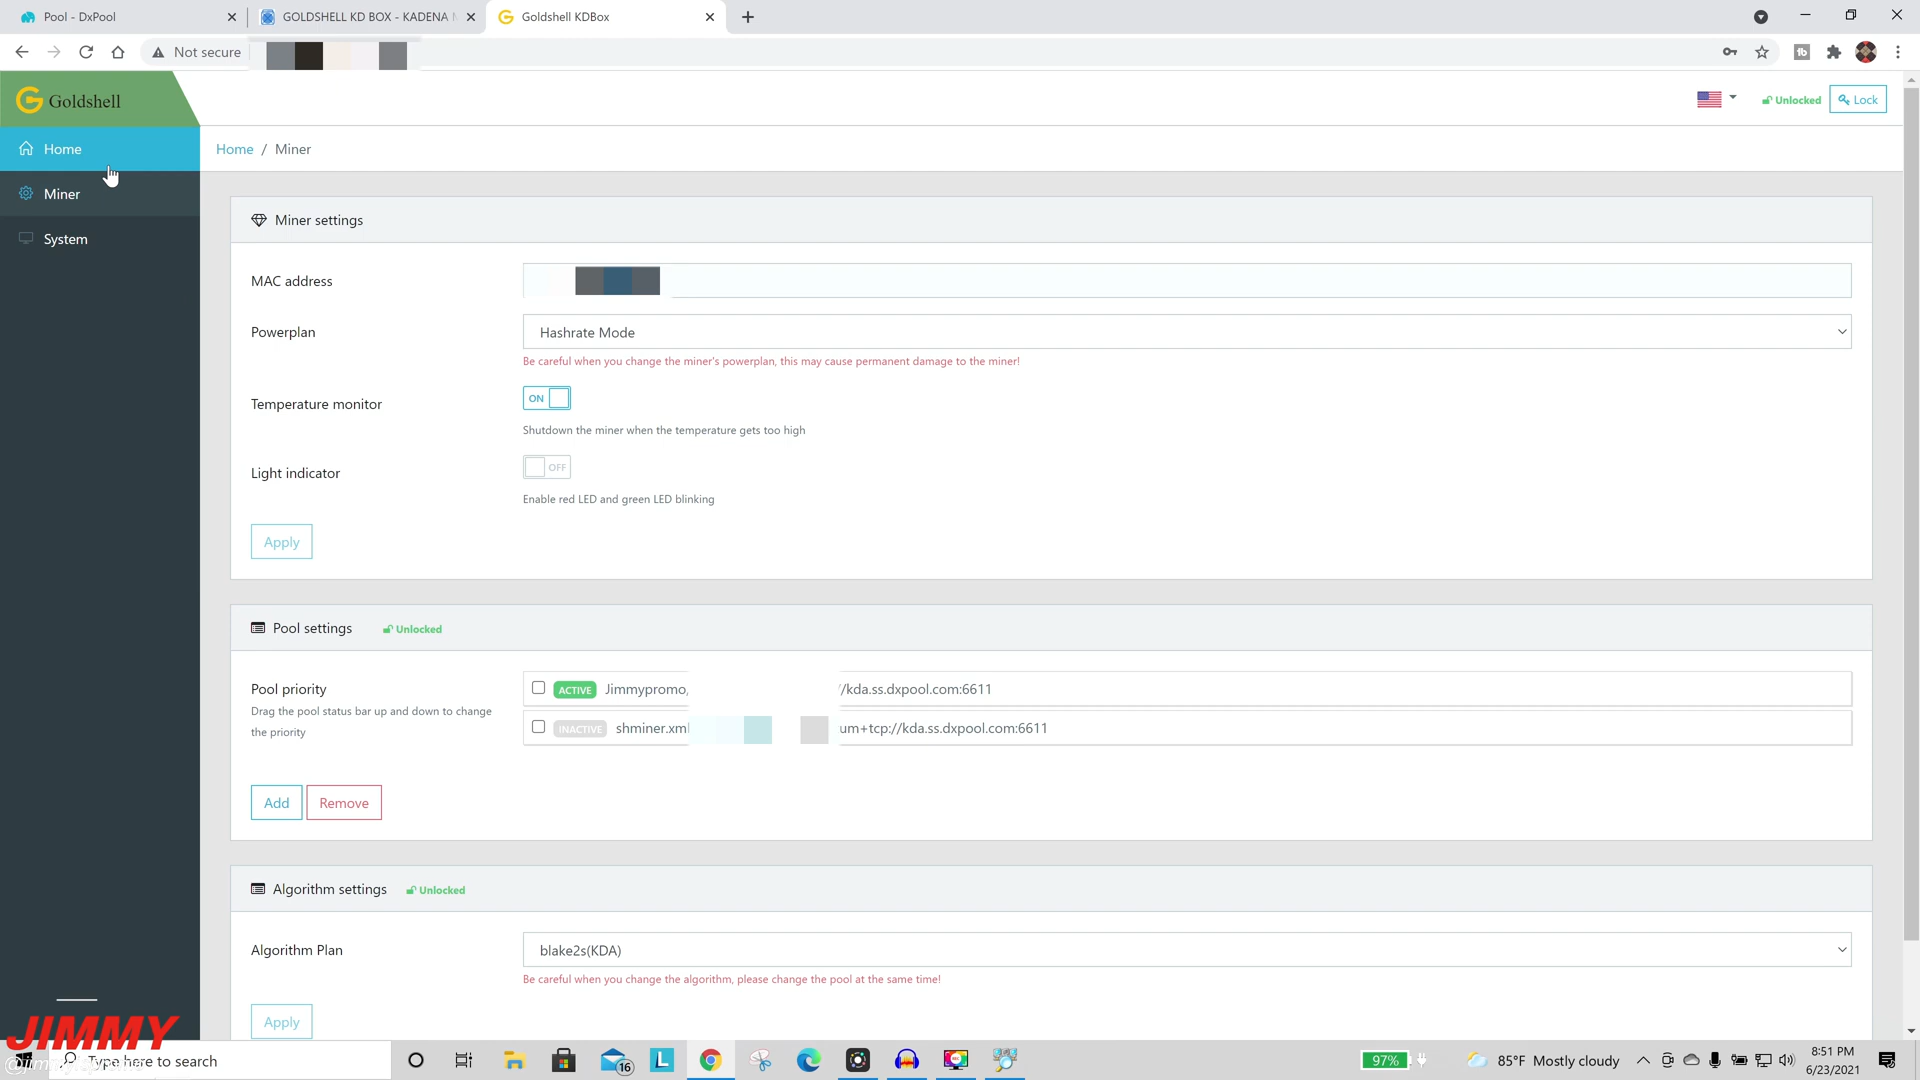 Pool - DxPool
GOLDSHELL KD BOX - KADENA
Goldshell KDBox
Not secure
Goldshell
Unlocked
Lock
Home
Miner
System
Home / Miner
Miner settings
MAC address
Powerplan
Hashrate Mode
Be careful when you change the miner's powerplan, this may cause permanent damage to the miner!
Temperature monitor
ON
Shutdown the miner when the temperature gets too high
Light indicator
OFF
Enable red LED and green LED blinking
Apply
Pool settings Unlocked
Pool priority
Drag the pool status bar up and down to change
the priority
ACTIVE Jimmypromo, /kda.ss.dxpool.com:6611
INACTIVE shminer.xml um+tcp://kda.ss.dxpool.com:6611
Add Remove
Algorithm settings Unlocked
Algorithm Plan
blake2s(KDA)
Be careful when you change the algorithm, please change the pool at the same time!
Apply
JIMMY
Type here to search
16
L
97%
85°F Mostly cloudy
8:51 PM
6/23/2021